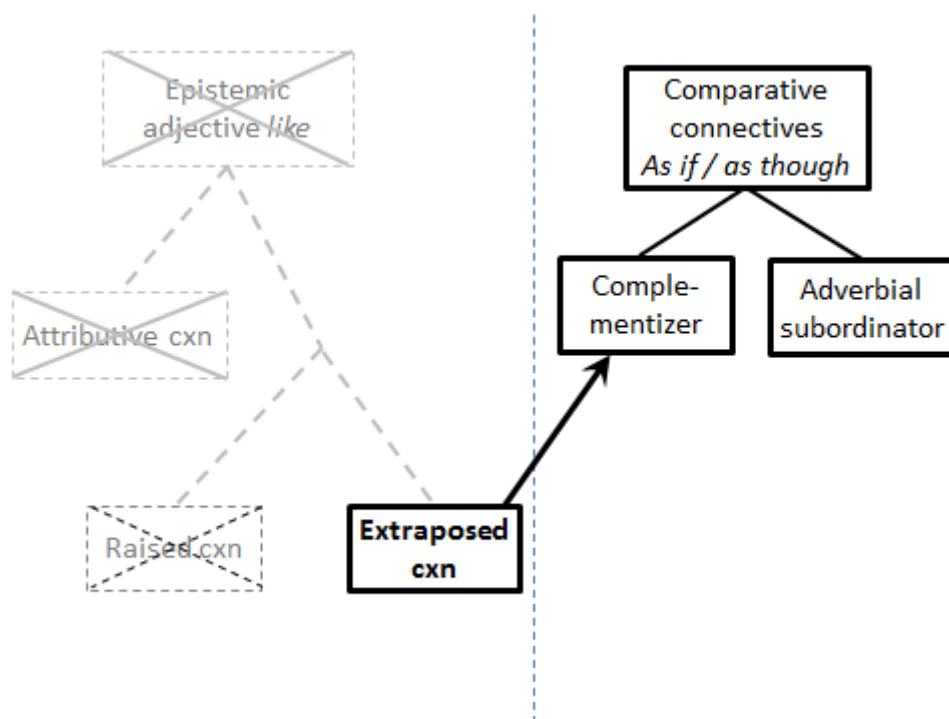 Epistemic
adjective like
Comparative
connectives
As if / as though
Attributive cxn
Comple-
mentizer
Adverbial
subordinator
Raised cxn
Extraposed
cxn